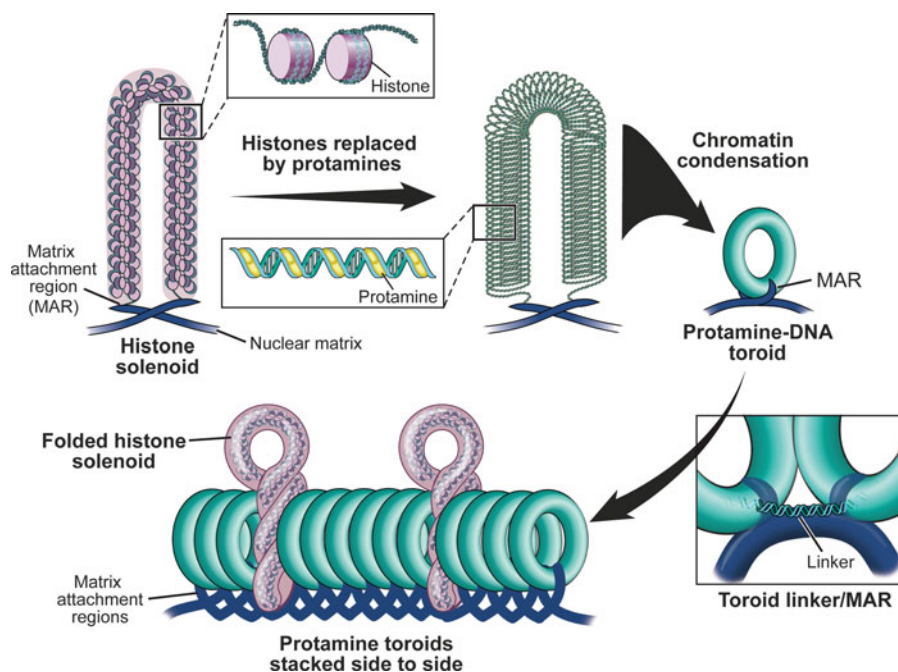 Histone
Histones replaced
by protamines
Chromatin
condensation
Matrix
attachment
region
(MAR)
Protamine
MAR
Nuclear matrix
Histone
solenoid
Protamine-DNA
toroid
Folded histone
solenoid
Linker
Matrix
attachment
regions
Toroid linker/MAR
Protamine toroids
stacked side to side